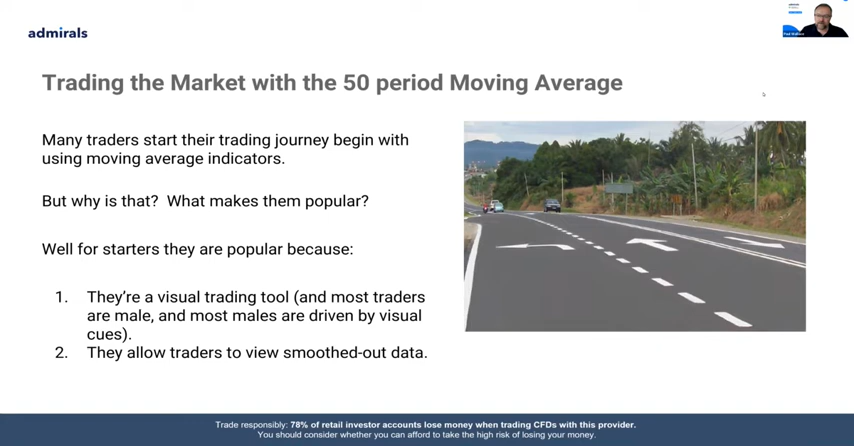 admirals
Trading the Market with the 50 period Moving Average
Many traders start their trading journey begin with
using moving average indicators.
But why is that?  What makes them popular?
Well for starters they are popular because:
1. They're a visual trading tool (and most traders
are male, and most males are driven by visual
cues).
2. They allow traders to view smoothed-out data.
Trade responsibly: 78% of retail investor accounts lose money when trading CFDs with this provider.
You should consider whether you can afford to take the high risk of losing your money.